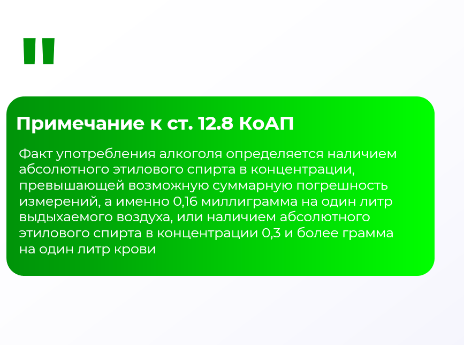 "
Примечание к ст. 12.8 КоАП
Факт употребления алкоголя определяется наличием
абсолютного этилового спирта в концентрации,
превышающей возможную суммарную погрешность
измерений, а именно 0,16 миллиграмма на один литр
выдыхаемого воздуха, или наличием абсолютного
этилового спирта в концентрации 0,3 и более грамма
на один литр крови